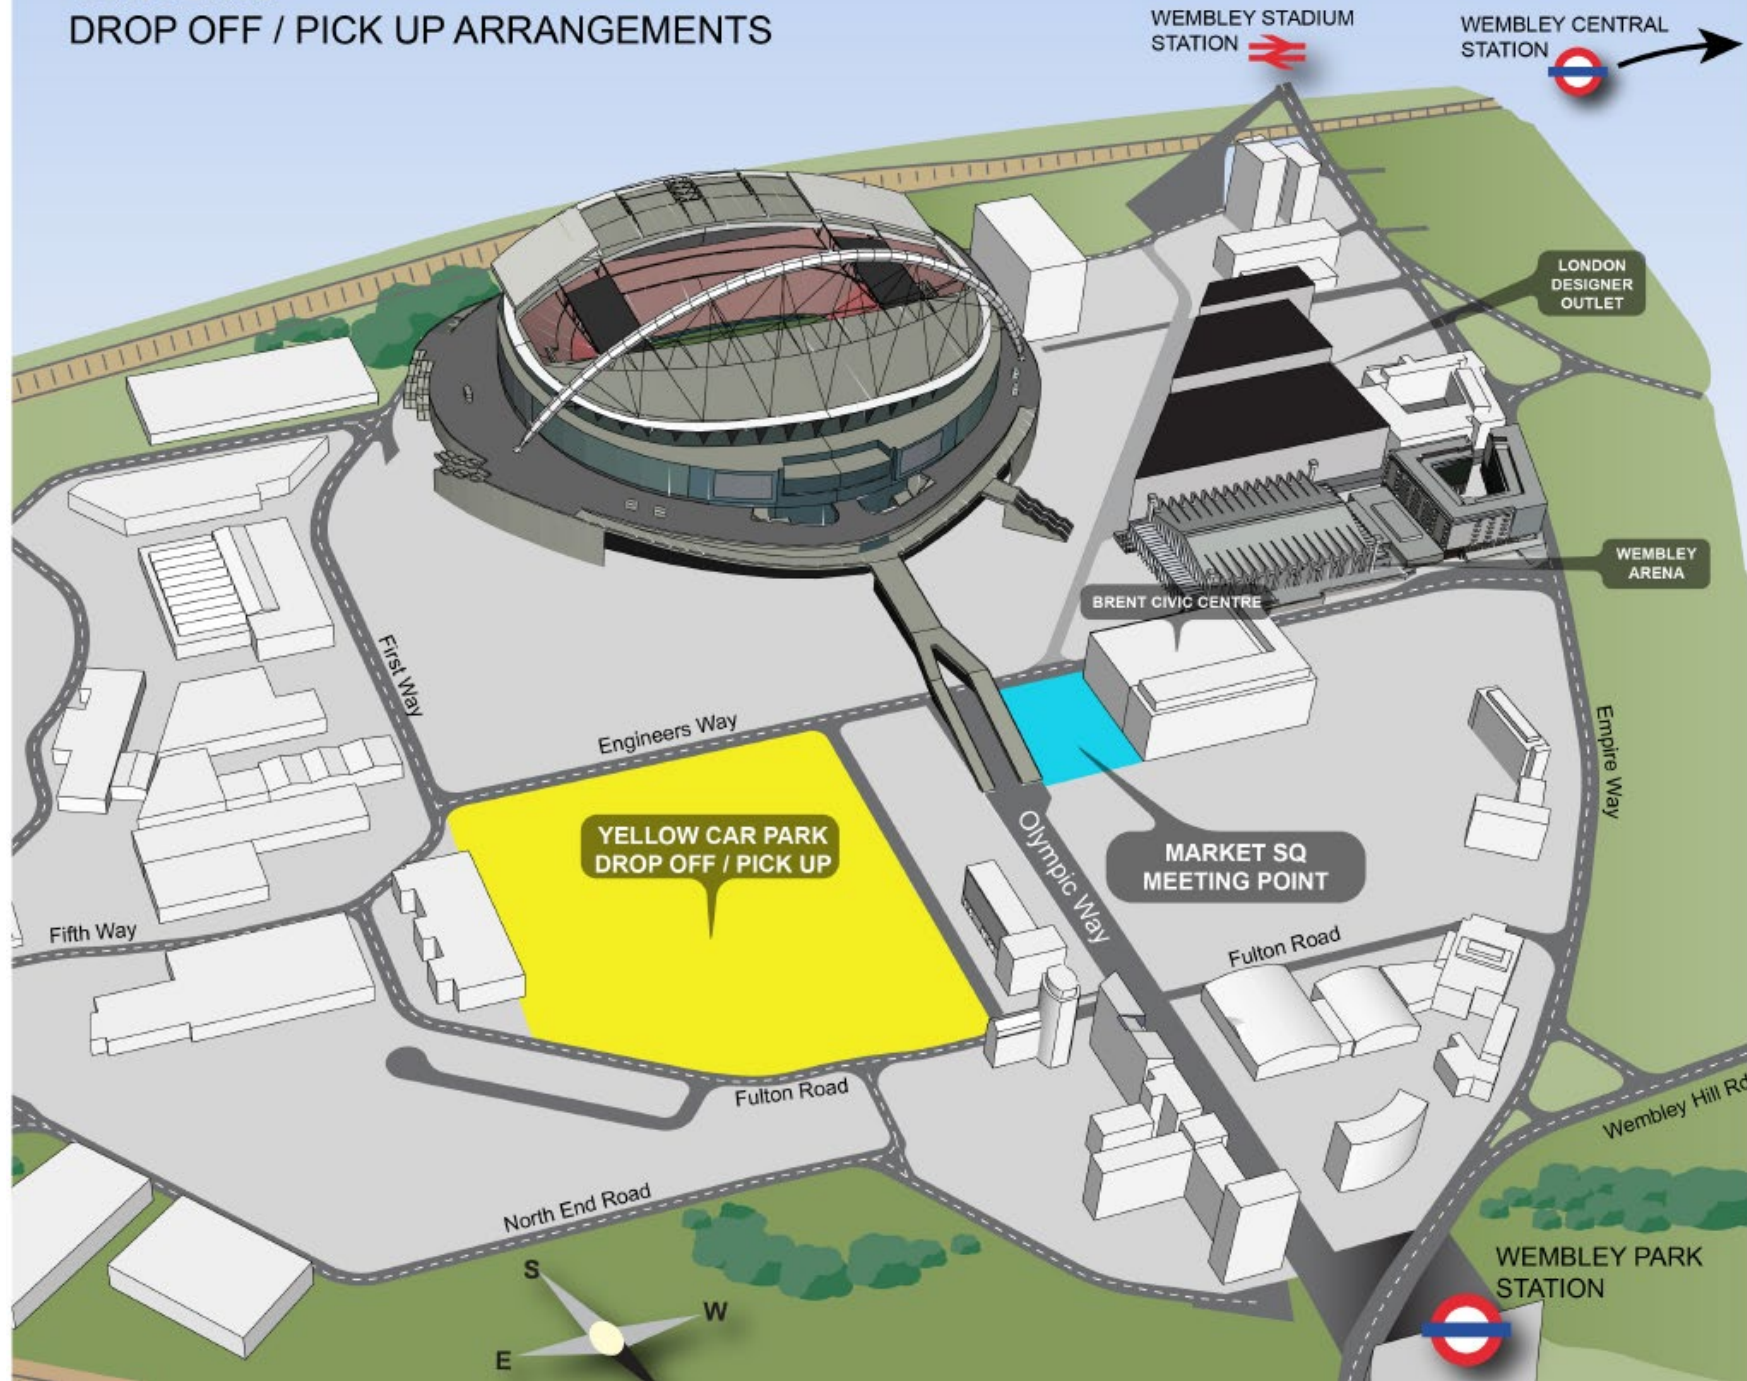 DROP OFF / PICK UP ARRANGEMENTS
WEMBLEY STADIUM
STATION
WEMBLEY CENTRAL
STATION
LONDON
DESIGNER
OUTLET
WEMBLEY
ARENA
BRENT CIVIC CENTRE
First Way
Engineers Way
Empire Way
YELLOW CAR PARK
DROP OFF / PICK UP
Olympic Way
MARKET SQ
MEETING POINT
Fifth Way
Fulton Road
Fulton Road
Wembley Hill Rd
North End Road
WEMBLEY PARK
STATION
S
W
E